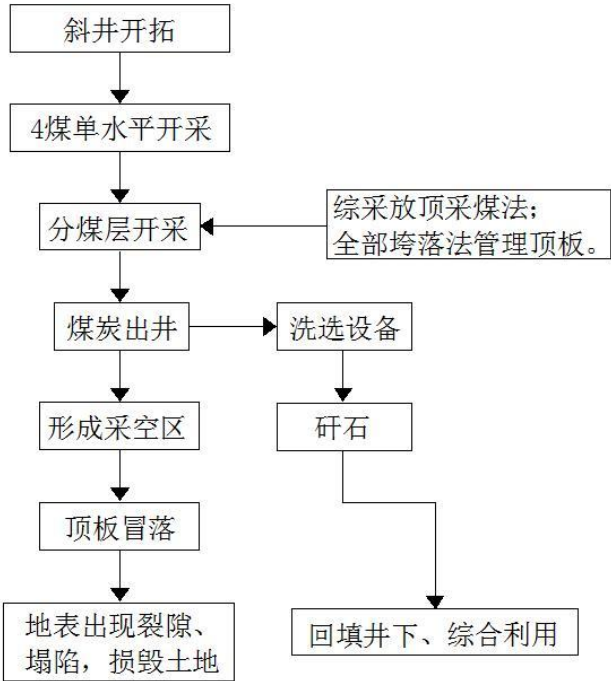 斜井开拓
4煤单水平开采
分煤层开采
综采放顶采煤法；
全部垮落法管理顶板。
煤炭出井
洗选设备
形成采空区
矸石
顶板冒落
地表出现裂隙、
塌陷，损毁土地
回填井下、综合利用